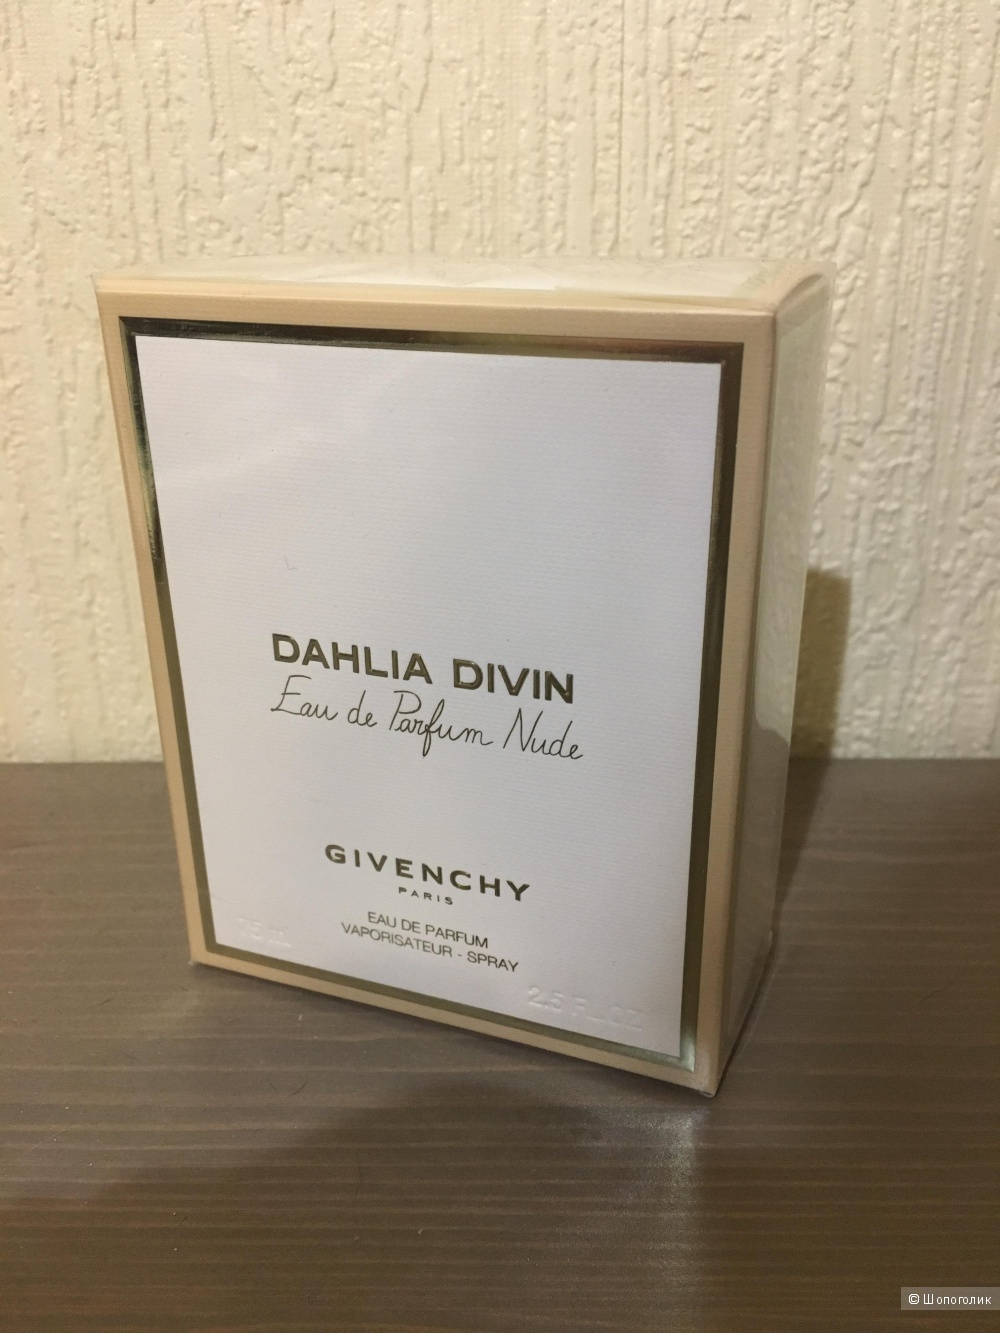 DAHLIA DIVIN
Eau de Parfum Nude
GIVENCHY
PARIS
EAU DE PARFUM
VAPORISATEUR - SPRAY
75 ml
2.5 FL.OZ
© Шопоголик